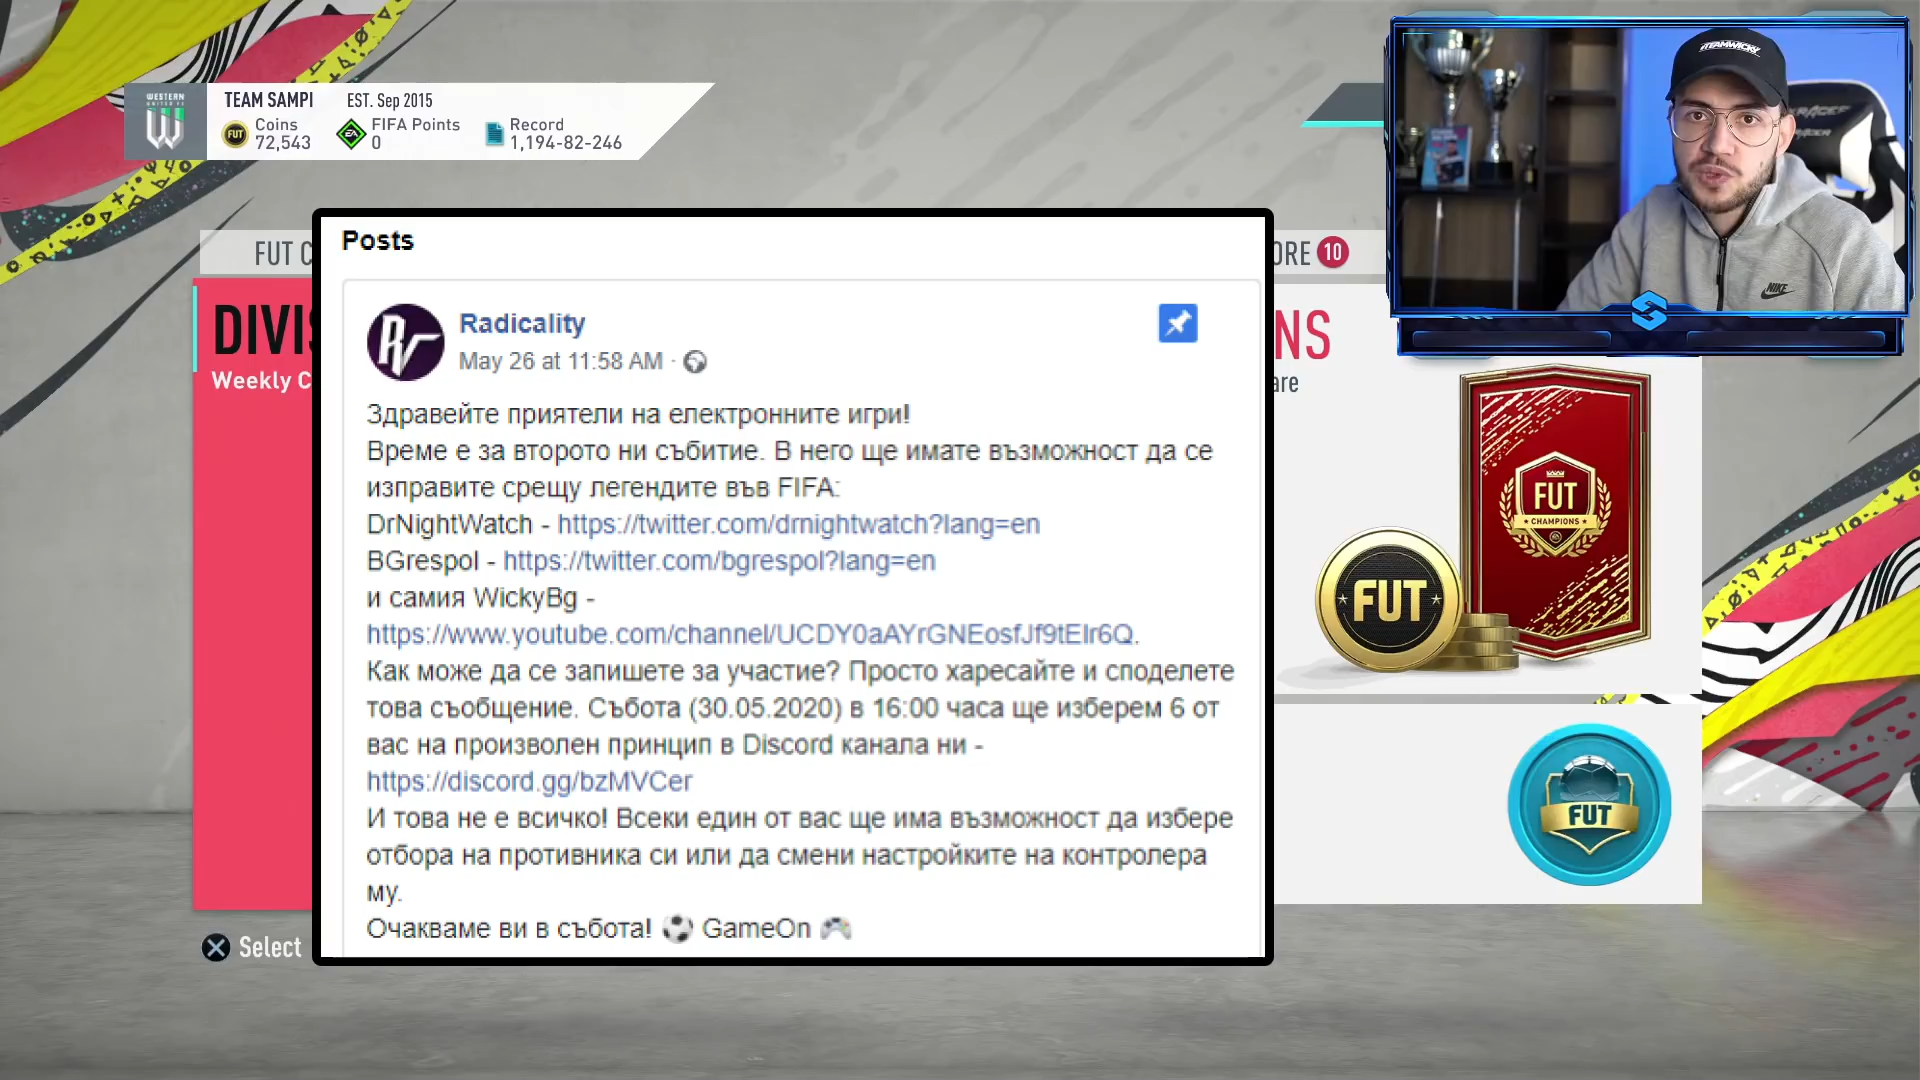 WESTERN
UNITED FC
TEAM SAMPI
EST. Sep 2015
Coins
72,543
FIFA Points
0
Record
1,194-82-246
FUT
EA
#TEAMWICKY
NIKE
FUT C
ORE 10
DIVIS
Weekly C
NS
are
Posts
Radicality
May 26 at 11:58 AM ·
Здравейте приятели на електронните игри!
Време е за второто ни събитие. В него ще имате възможност да се
изправите срещу легендите във FIFA:
DrNightWatch - https://twitter.com/drnightwatch?lang=en
BGrespol - https://twitter.com/bgrespol?lang=en
и самия WickyBg -
https://www.youtube.com/channel/UCDY0aAYrGNEosfJf9tElr6Q.
Как може да се запишете за участие? Просто харесайте и споделете
това съобщение. Събота (30.05.2020) в 16:00 часа ще изберем 6 от
вас на произволен принцип в Discord канала ни -
https://discord.gg/bzMVCer
И това не е всичко! Всеки един от вас ще има възможност да избере
отбора на противника си или да смени настройките на контролера
му.
Очакваме ви в събота! ⚽ GameOn 🎮
FUT
CHAMPIONS
FUT
FUT
Select